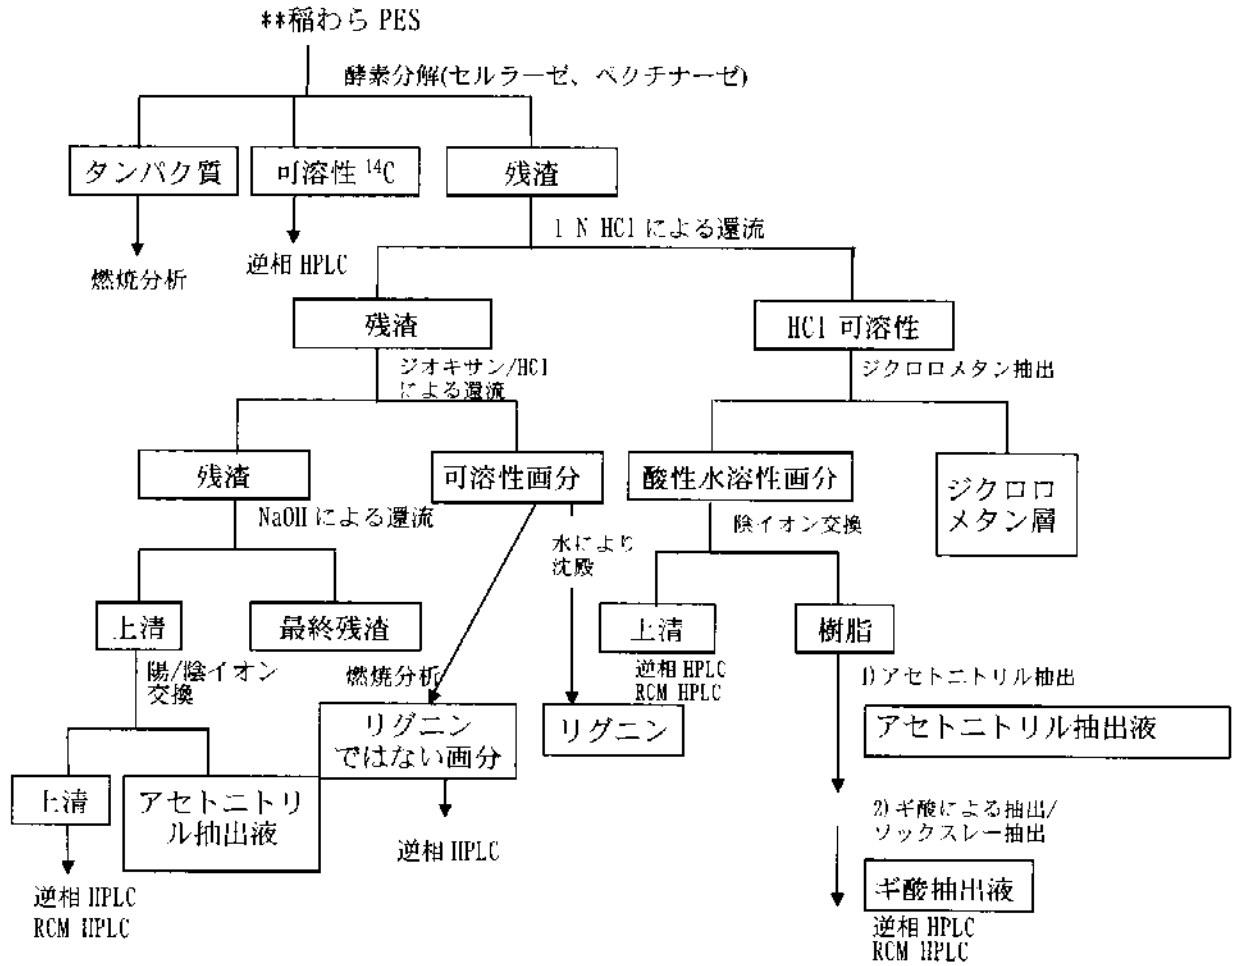 **稲わら PES
酵素分解(セルラーゼ、ペクチナーゼ)
タンパク質
可溶性 ¹⁴C
残渣
燃焼分析
逆相 HPLC
1 N HCl による還流
残渣
HCl 可溶性
ジオキサン/HCl
による還流
ジクロロメタン抽出
残渣
可溶性画分
酸性水溶性画分
ジクロロ
メタン層
NaOH による還流
水により
沈殿
陰イオン交換
上清
最終残渣
上清
樹脂
陽/陰イオン
交換
燃焼分析
逆相 HPLC
RCM HPLC
1) アセトニトリル抽出
リグニン
ではない画分
リグニン
アセトニトリル抽出液
上清
アセトニトリ
ル抽出液
2) ギ酸による抽出/
ソックスレー抽出
逆相 HPLC
ギ酸抽出液
逆相 HPLC
RCM HPLC
逆相 HPLC
RCM HPLC